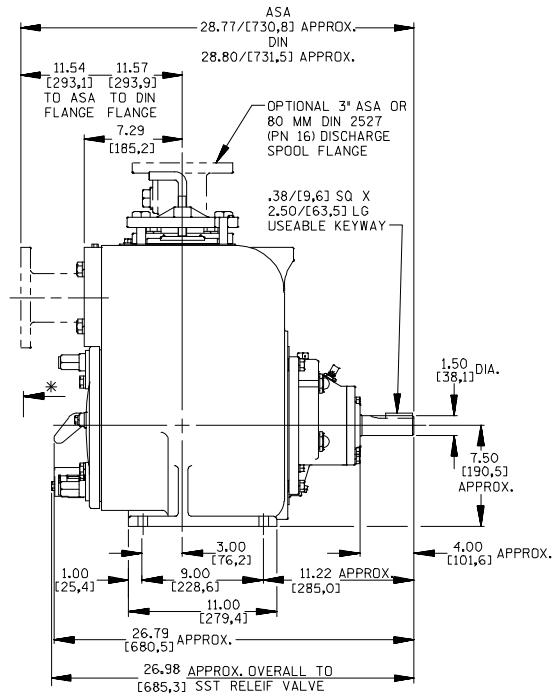 ASA
28.77/[730,8] APPROX.
DIN
28.80/[731,5] APPROX.
11.54 11.57
[293,1] [293,9]
TO ASA TO DIN
FLANGE FLANGE
7.29
[185,2]
OPTIONAL 3" ASA OR
80 MM DIN 2527
(PN 16) DISCHARGE
SPOOL FLANGE
.38/[9,6] SQ X
2.50/[63,5] LG
USEABLE KEYWAY
1.50 DIA.
[38,1]
*
7.50
[190,5]
APPROX.
3.00
[76,2]
4.00 APPROX.
[101,6]
1.00
[25,4]
9.00
[228,6]
11.22 APPROX.
[285,0]
11.00
[279,4]
26.79 APPROX.
[680,5]
26.98 APPROX. OVERALL TO
[685,3] SST RELEIF VALVE